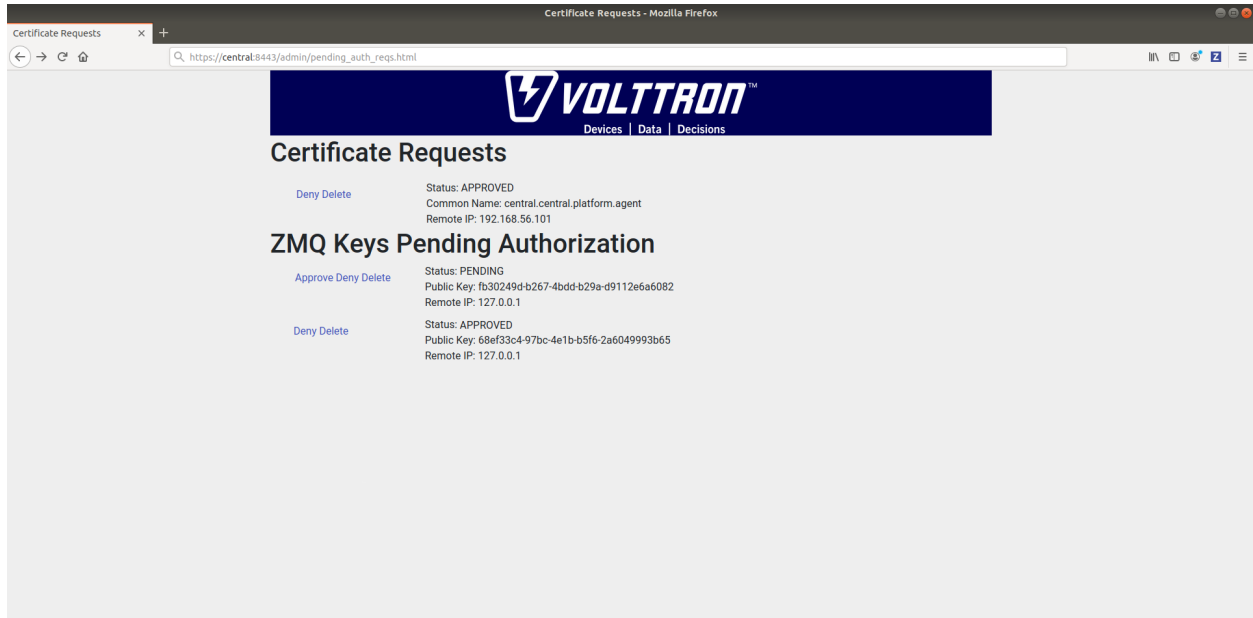 Certificate Requests - Mozilla Firefox
Certificate Requests
https://central:8443/admin/pending_auth_reqs.html
Z
VOLTTRON™
Devices | Data | Decisions
Certificate Requests
Deny Delete
Status: APPROVED
Common Name: central.central.platform.agent
Remote IP: 192.168.56.101
ZMQ Keys Pending Authorization
Approve Deny Delete
Status: PENDING
Public Key: fb30249d-b267-4bdd-b29a-d9112e6a6082
Remote IP: 127.0.0.1
Deny Delete
Status: APPROVED
Public Key: 68ef33c4-97bc-4e1b-b5f6-2a6049993b65
Remote IP: 127.0.0.1